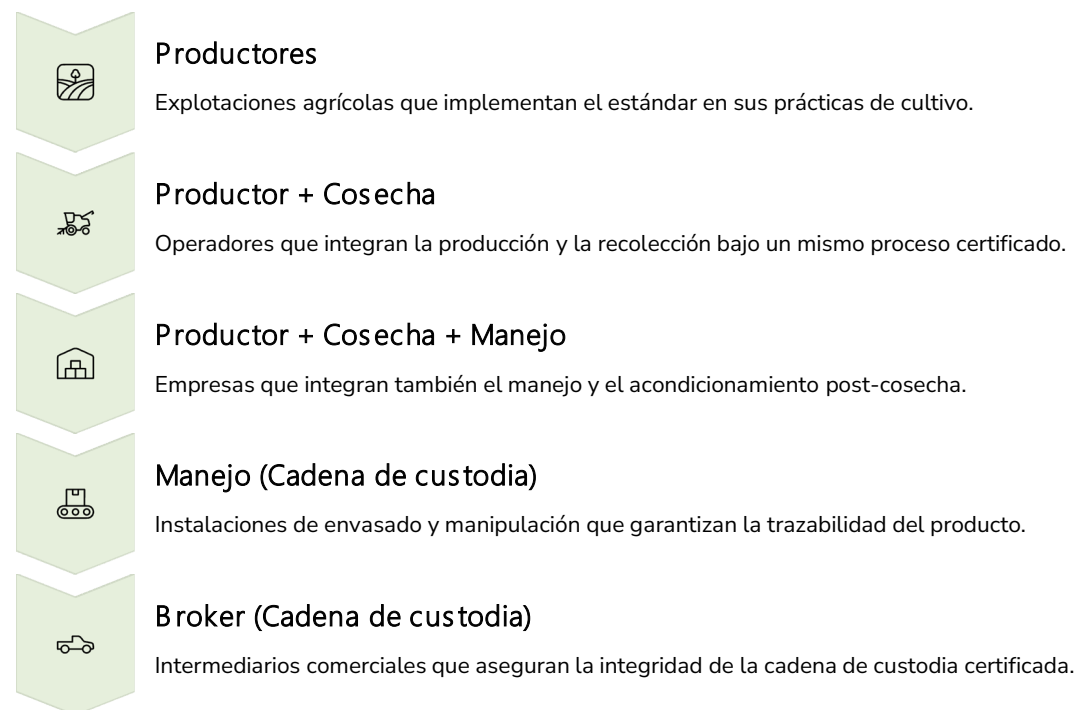 Productores
Explotaciones agrícolas que implementan el estándar en sus prácticas de cultivo.
Productor + Cosecha
Operadores que integran la producción y la recolección bajo un mismo proceso certificado.
Productor + Cosecha + Manejo
Empresas que integran también el manejo y el acondicionamiento post-cosecha.
Manejo (Cadena de custodia)
Instalaciones de envasado y manipulación que garantizan la trazabilidad del producto.
Broker (Cadena de custodia)
Intermediarios comerciales que aseguran la integridad de la cadena de custodia certificada.